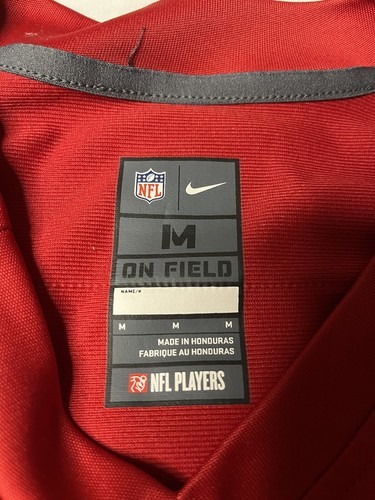 NFL
M
ON FIELD
NAME/#
M M M
MADE IN HONDURAS
FABRIQUE AU HONDURAS
NFL PLAYERS